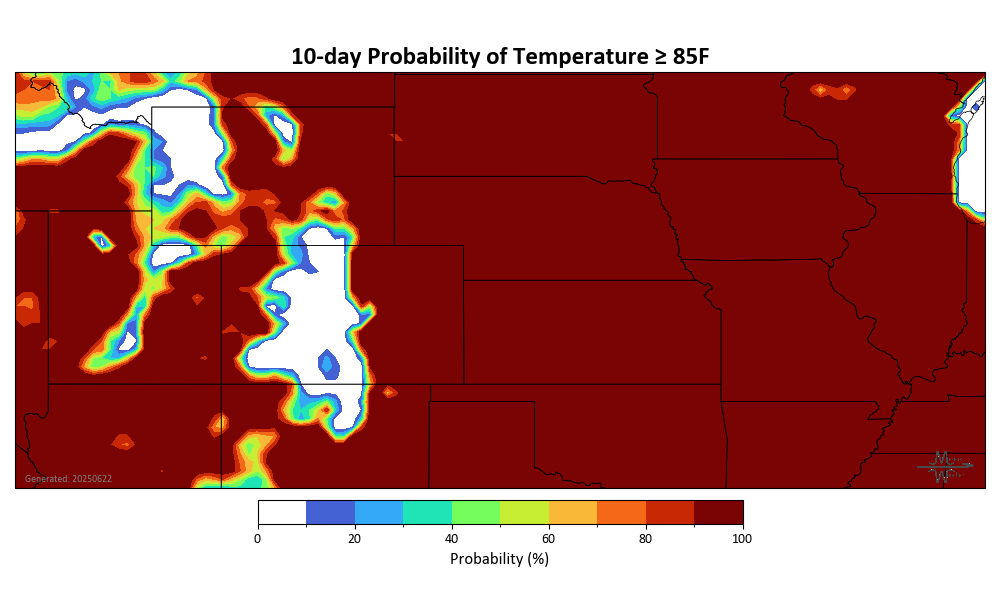 10-day Probability of Temperature ≥ 85F
Generated: 20250622
0 20 40 60 80 100
Probability (%)